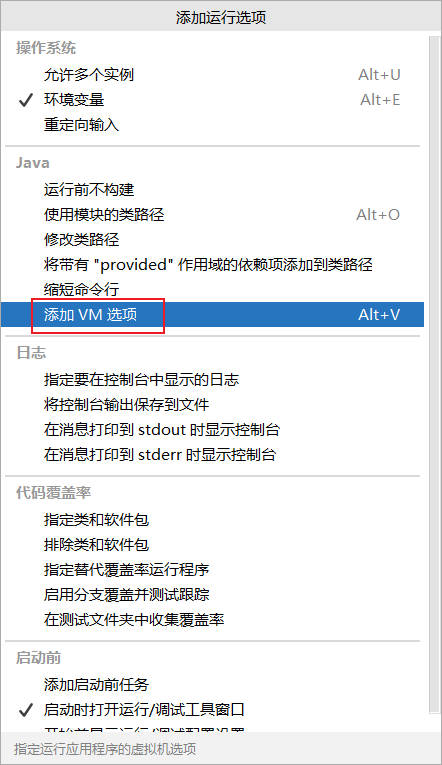 添加运行选项
操作系统
允许多个实例 Alt+U
环境变量 Alt+E
重定向输入
Java
运行前不构建
使用模块的类路径 Alt+O
修改类路径
将带有 "provided" 作用域的依赖项添加到类路径
缩短命令行
添加 VM 选项 Alt+V
日志
指定要在控制台中显示的日志
将控制台输出保存到文件
在消息打印到 stdout 时显示控制台
在消息打印到 stderr 时显示控制台
代码覆盖率
指定类和软件包
排除类和软件包
指定替代覆盖率运行程序
启用分支覆盖并测试跟踪
在测试文件夹中收集覆盖率
启动前
添加启动前任务
启动时打开运行/调试工具窗口
指定运行应用程序的虚拟机选项